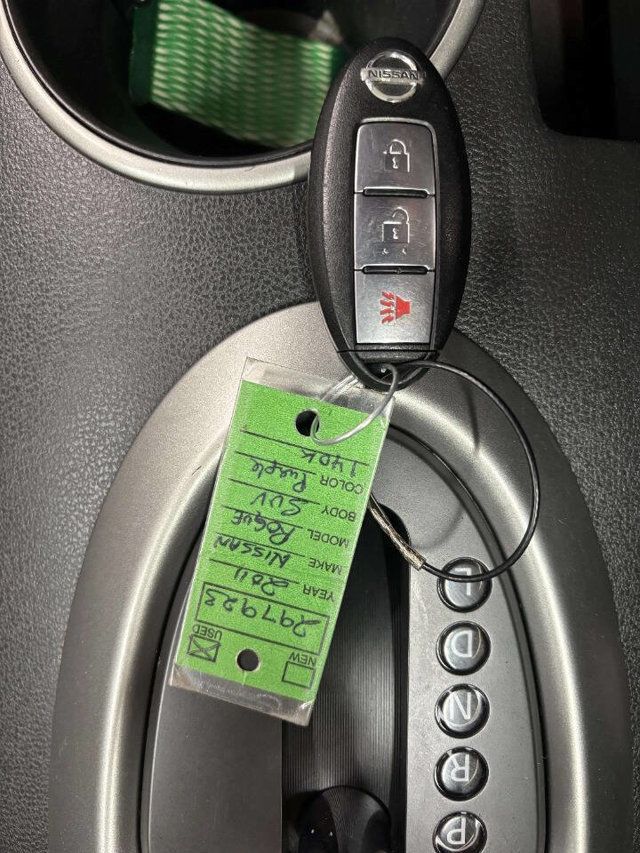 NISSAN
NEW
USED
297923
YEAR 2011
MAKE NISSAN
MODEL ROGUE
BODY SUV
COLOR Purple
140K
P
R
N
D
L